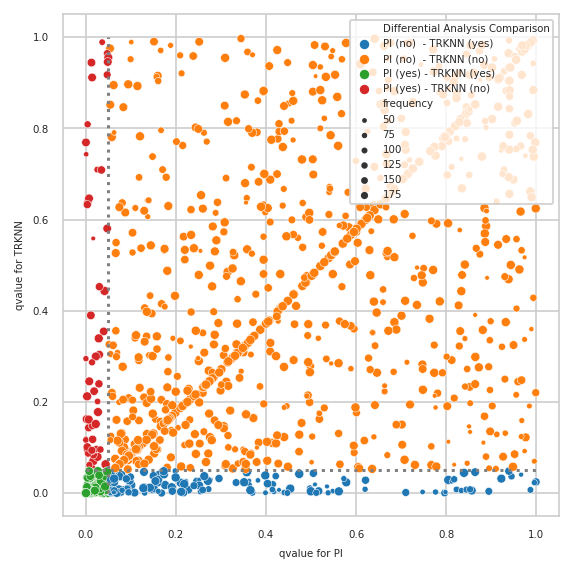 Differential Analysis Comparison
PI (no)  - TRKNN (yes)
PI (no)  - TRKNN (no)
PI (yes) - TRKNN (yes)
PI (yes) - TRKNN (no)
frequency
50
75
100
125
150
175
qvalue for TRKNN
1.0
0.8
0.6
0.4
0.2
0.0
0.0 0.2 0.4 0.6 0.8 1.0
qvalue for PI